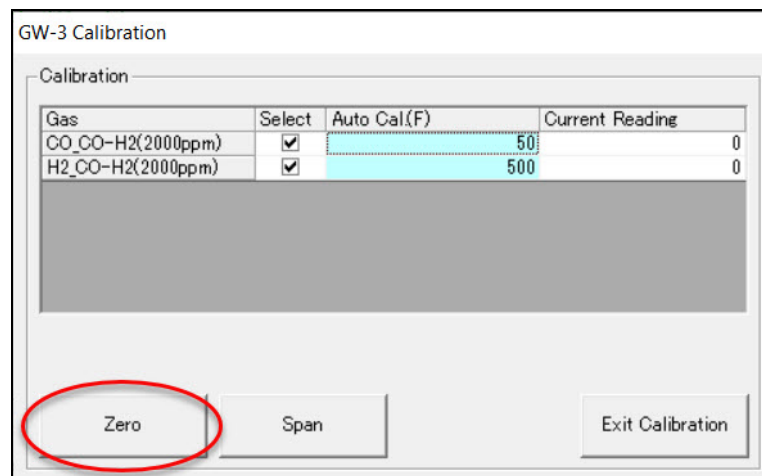 GW-3 Calibration
Calibration
Gas Select Auto Cal.(F) Current Reading
CO_CO-H2(2000ppm) 50 0
H2_CO-H2(2000ppm) 500 0
Zero Span Exit Calibration